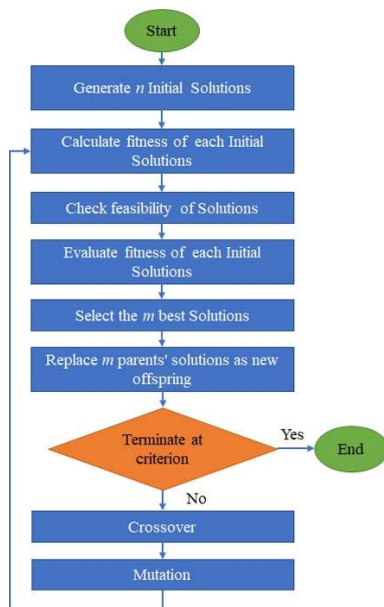 Start
Generate n Initial Solutions
Calculate fitness of each Initial
Solutions
Check feasibility of Solutions
Evaluate fitness of each Initial
Solutions
Select the m best Solutions
Replace m parents' solutions as new
offspring
Terminate at
criterion
Yes
End
No
Crossover
Mutation